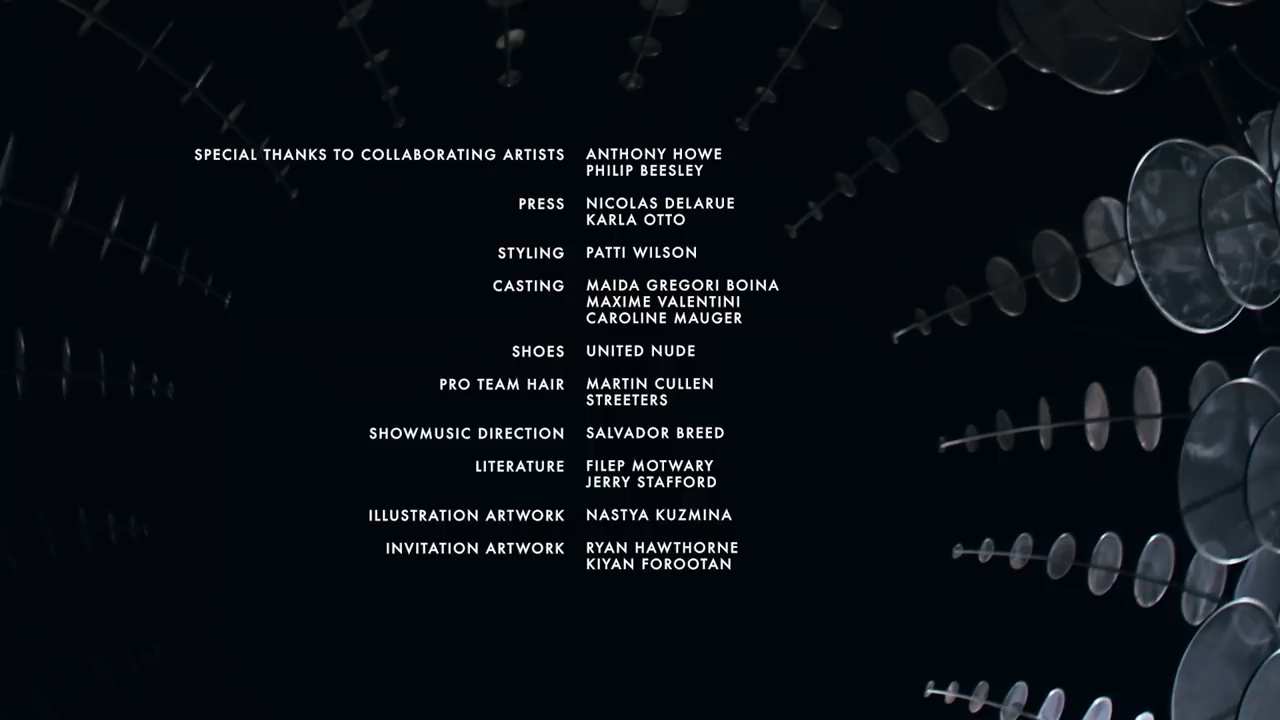 SPECIAL THANKS TO COLLABORATING ARTISTS ANTHONY HOWE
PHILIP BEESLEY
PRESS NICOLAS DELARUE
KARLA OTTO
STYLING PATTI WILSON
CASTING MAIDA GREGORI BOINA
MAXIME VALENTINI
CAROLINE MAUGER
SHOES UNITED NUDE
PRO TEAM HAIR MARTIN CULLEN
STREETERS
SHOWMUSIC DIRECTION SALVADOR BREED
LITERATURE FILEP MOTWARY
JERRY STAFFORD
ILLUSTRATION ARTWORK NASTYA KUZMINA
INVITATION ARTWORK RYAN HAWTHORNE
KIYAN FOROOTAN